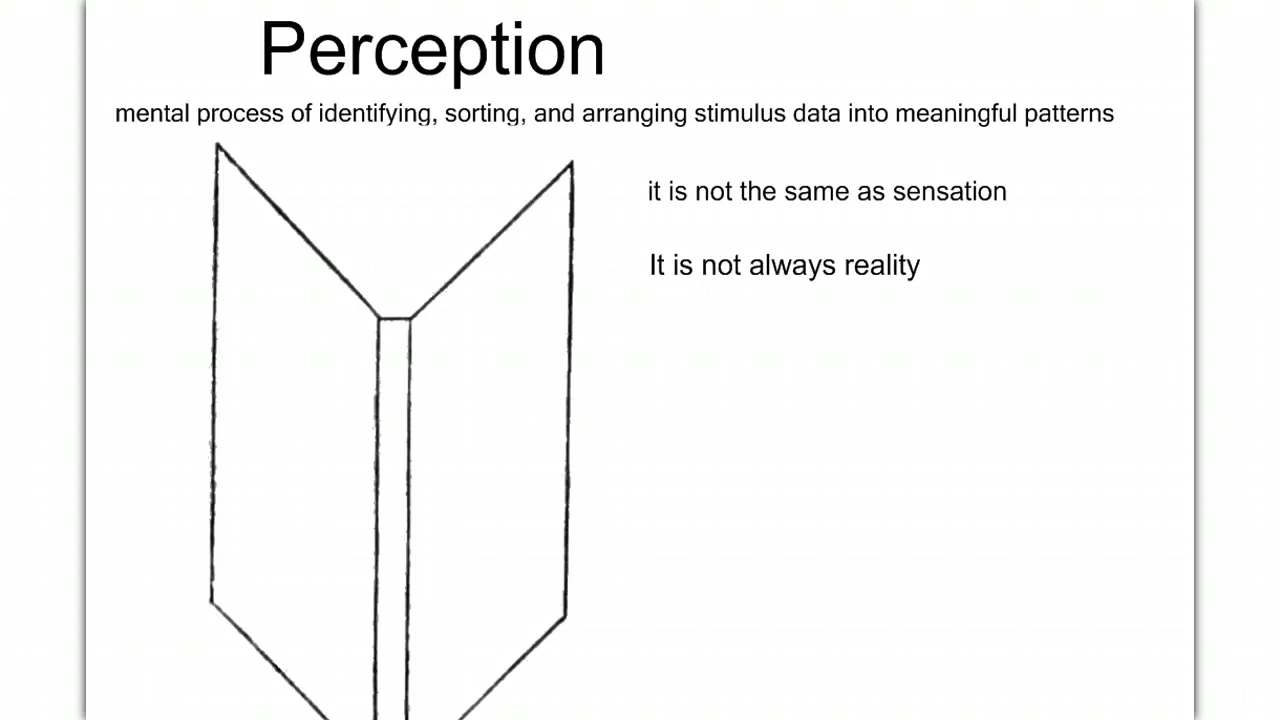 Perception
mental process of identifying, sorting, and arranging stimulus data into meaningful patterns
it is not the same as sensation
It is not always reality